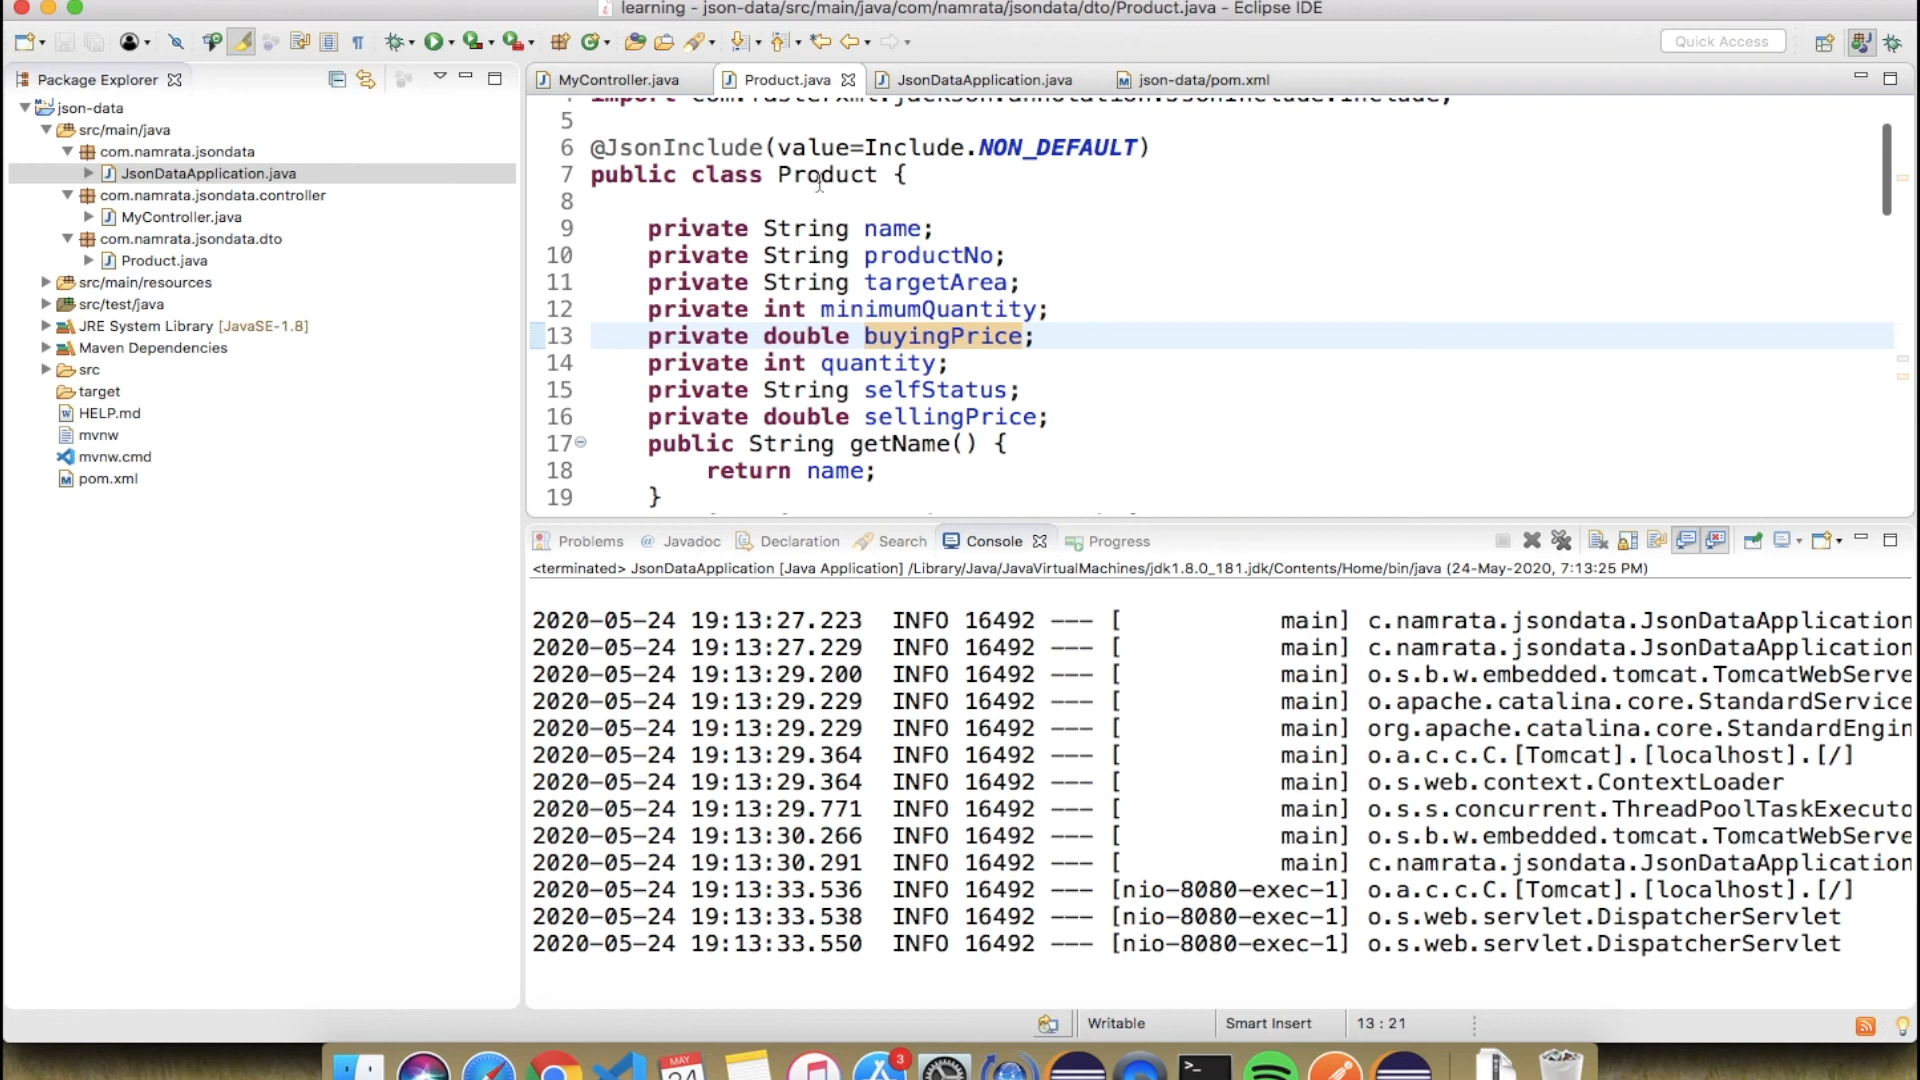 learning - json-data/src/main/java/com/namrata/jsondata/dto/Product.java - Eclipse IDE
Quick Access
Package Explorer
MyController.java
Product.java
JsonDataApplication.java
json-data/pom.xml
json-data
src/main/java
com.namrata.jsondata
JsonDataApplication.java
com.namrata.jsondata.controller
MyController.java
com.namrata.jsondata.dto
Product.java
src/main/resources
src/test/java
JRE System Library [JavaSE-1.8]
Maven Dependencies
src
target
HELP.md
mvnw
mvnw.cmd
pom.xml
import com.fasterxml.jackson.annotation.JsonInclude.Include;
5
6 @JsonInclude(value=Include.NON_DEFAULT)
7 public class Product {
8
9 private String name;
10 private String productNo;
11 private String targetArea;
12 private int minimumQuantity;
13 private double buyingPrice;
14 private int quantity;
15 private String selfStatus;
16 private double sellingPrice;
17 public String getName() {
18 return name;
19 }
Problems @ Javadoc Declaration Search Console Progress
<terminated> JsonDataApplication [Java Application] /Library/Java/JavaVirtualMachines/jdk1.8.0_181.jdk/Contents/Home/bin/java (24-May-2020, 7:13:25 PM)
2020-05-24 19:13:27.223 INFO 16492 --- [ main] c.namrata.jsondata.JsonDataApplication
2020-05-24 19:13:27.229 INFO 16492 --- [ main] c.namrata.jsondata.JsonDataApplication
2020-05-24 19:13:29.200 INFO 16492 --- [ main] o.s.b.w.embedded.tomcat.TomcatWebServe
2020-05-24 19:13:29.229 INFO 16492 --- [ main] o.apache.catalina.core.StandardService
2020-05-24 19:13:29.229 INFO 16492 --- [ main] org.apache.catalina.core.StandardEngin
2020-05-24 19:13:29.364 INFO 16492 --- [ main] o.a.c.c.C.[Tomcat].[localhost].[/]
2020-05-24 19:13:29.364 INFO 16492 --- [ main] o.s.web.context.ContextLoader
2020-05-24 19:13:29.771 INFO 16492 --- [ main] o.s.s.concurrent.ThreadPoolTaskExecuto
2020-05-24 19:13:30.266 INFO 16492 --- [ main] o.s.b.w.embedded.tomcat.TomcatWebServe
2020-05-24 19:13:30.291 INFO 16492 --- [ main] c.namrata.jsondata.JsonDataApplication
2020-05-24 19:13:33.536 INFO 16492 --- [nio-8080-exec-1] o.a.c.c.C.[Tomcat].[localhost].[/]
2020-05-24 19:13:33.538 INFO 16492 --- [nio-8080-exec-1] o.s.web.servlet.DispatcherServlet
2020-05-24 19:13:33.550 INFO 16492 --- [nio-8080-exec-1] o.s.web.servlet.DispatcherServlet
Writable
Smart Insert
13 : 21
MAY
24
3